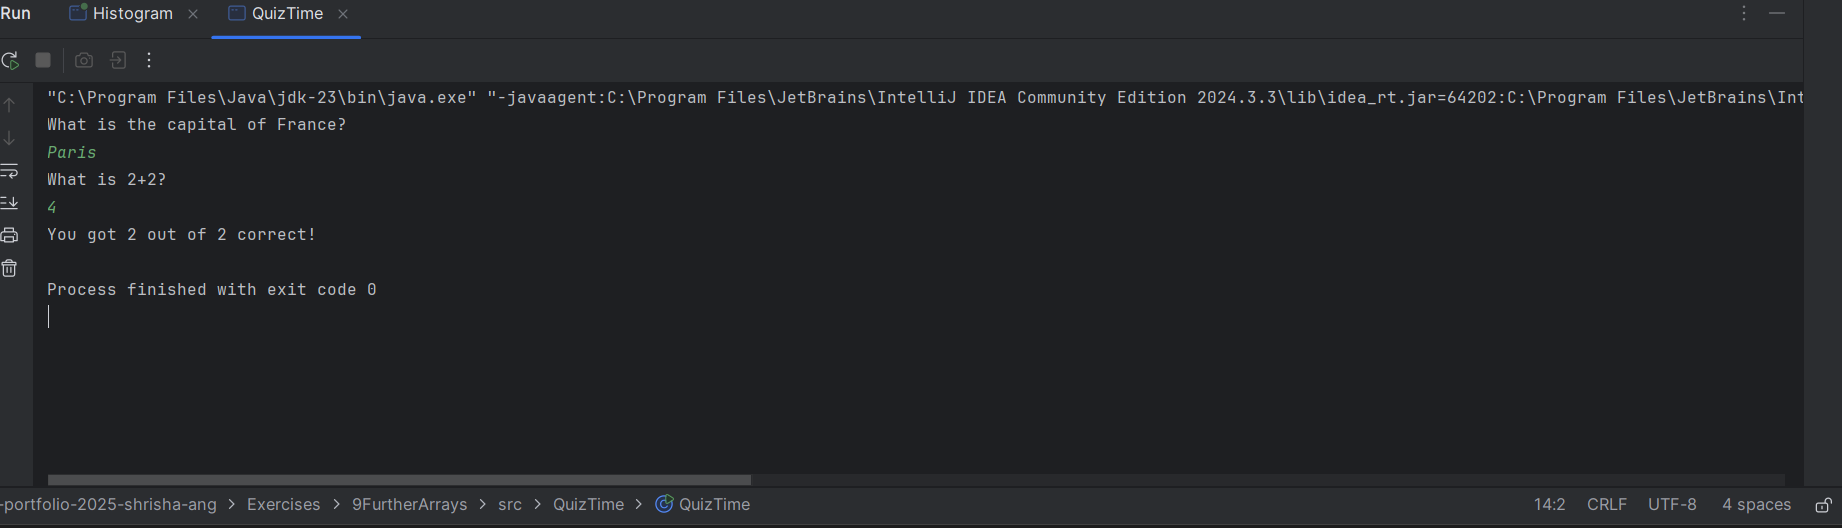 Run Histogram QuizTime
"C:\Program Files\Java\jdk-23\bin\java.exe" "-javaagent:C:\Program Files\JetBrains\IntelliJ IDEA Community Edition 2024.3.3\lib\idea_rt.jar=64202:C:\Program Files\JetBrains\Int
What is the capital of France?
Paris
What is 2+2?
4
You got 2 out of 2 correct!
Process finished with exit code 0
-portfolio-2025-shrisha-ang > Exercises > 9FurtherArrays > src > QuizTime > QuizTime 14:2 CRLF UTF-8 4 spaces